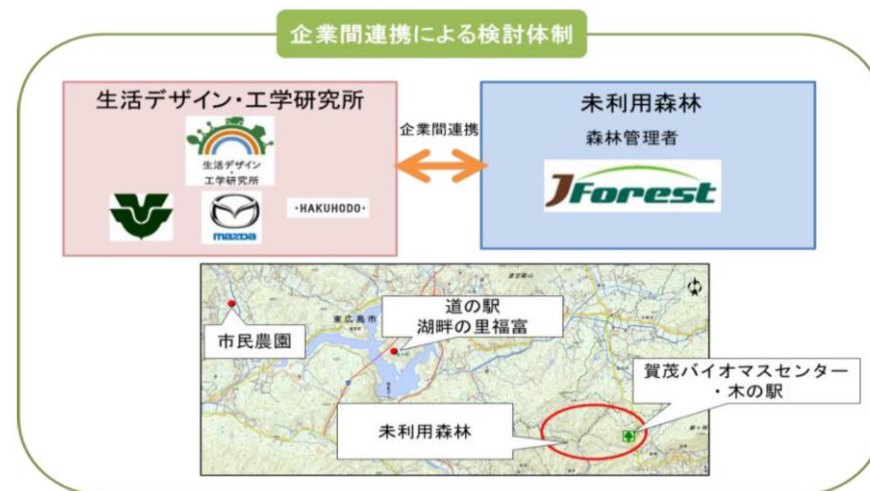 企業間連携による検討体制
生活デザイン・工学研究所
生活デザイン
・
工学研究所
mazDa
・HAKUHODO・
企業間連携
未利用森林
森林管理者
JForest
東広島市
市民農園
道の駅
湖畔の里福富
賀茂バイオマスセンター
・木の駅
未利用森林